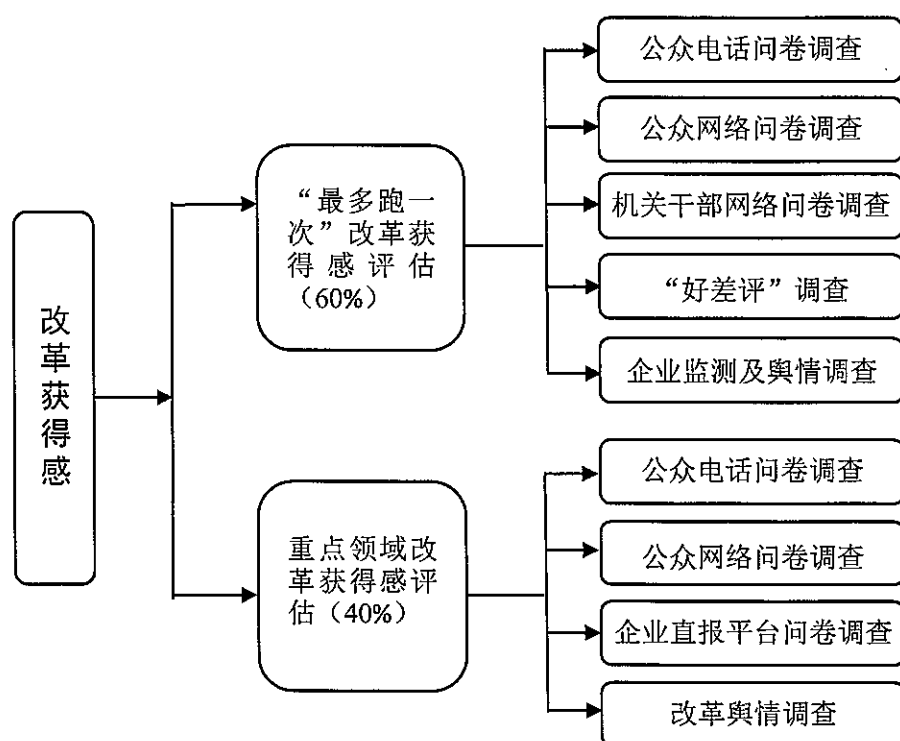 改革获得感
“最多跑一
次”改革获
得感评估
（60%）
公众电话问卷调查
公众网络问卷调查
机关干部网络问卷调查
“好差评”调查
企业监测及舆情调查
重点领域改
革获得感评
估（40%）
公众电话问卷调查
公众网络问卷调查
企业直报平台问卷调查
改革舆情调查